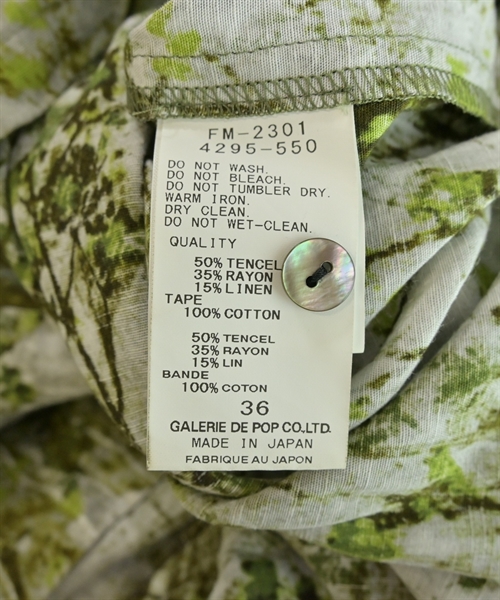 FM-2301
4295-550
DO NOT WASH.
DO NOT BLEACH.
DO NOT TUMBLER DRY.
WARM IRON.
DRY CLEAN.
DO NOT WET-CLEAN.
QUALITY
50% TENCEL
35% RAYON
15% LINEN
TAPE
100% COTTON
50% TENCEL
35% RAYON
15% LIN
BANDE
100% COTON
36
GALERIE DE POP CO.LTD.
MADE IN JAPAN
FABRIQUE AU JAPON